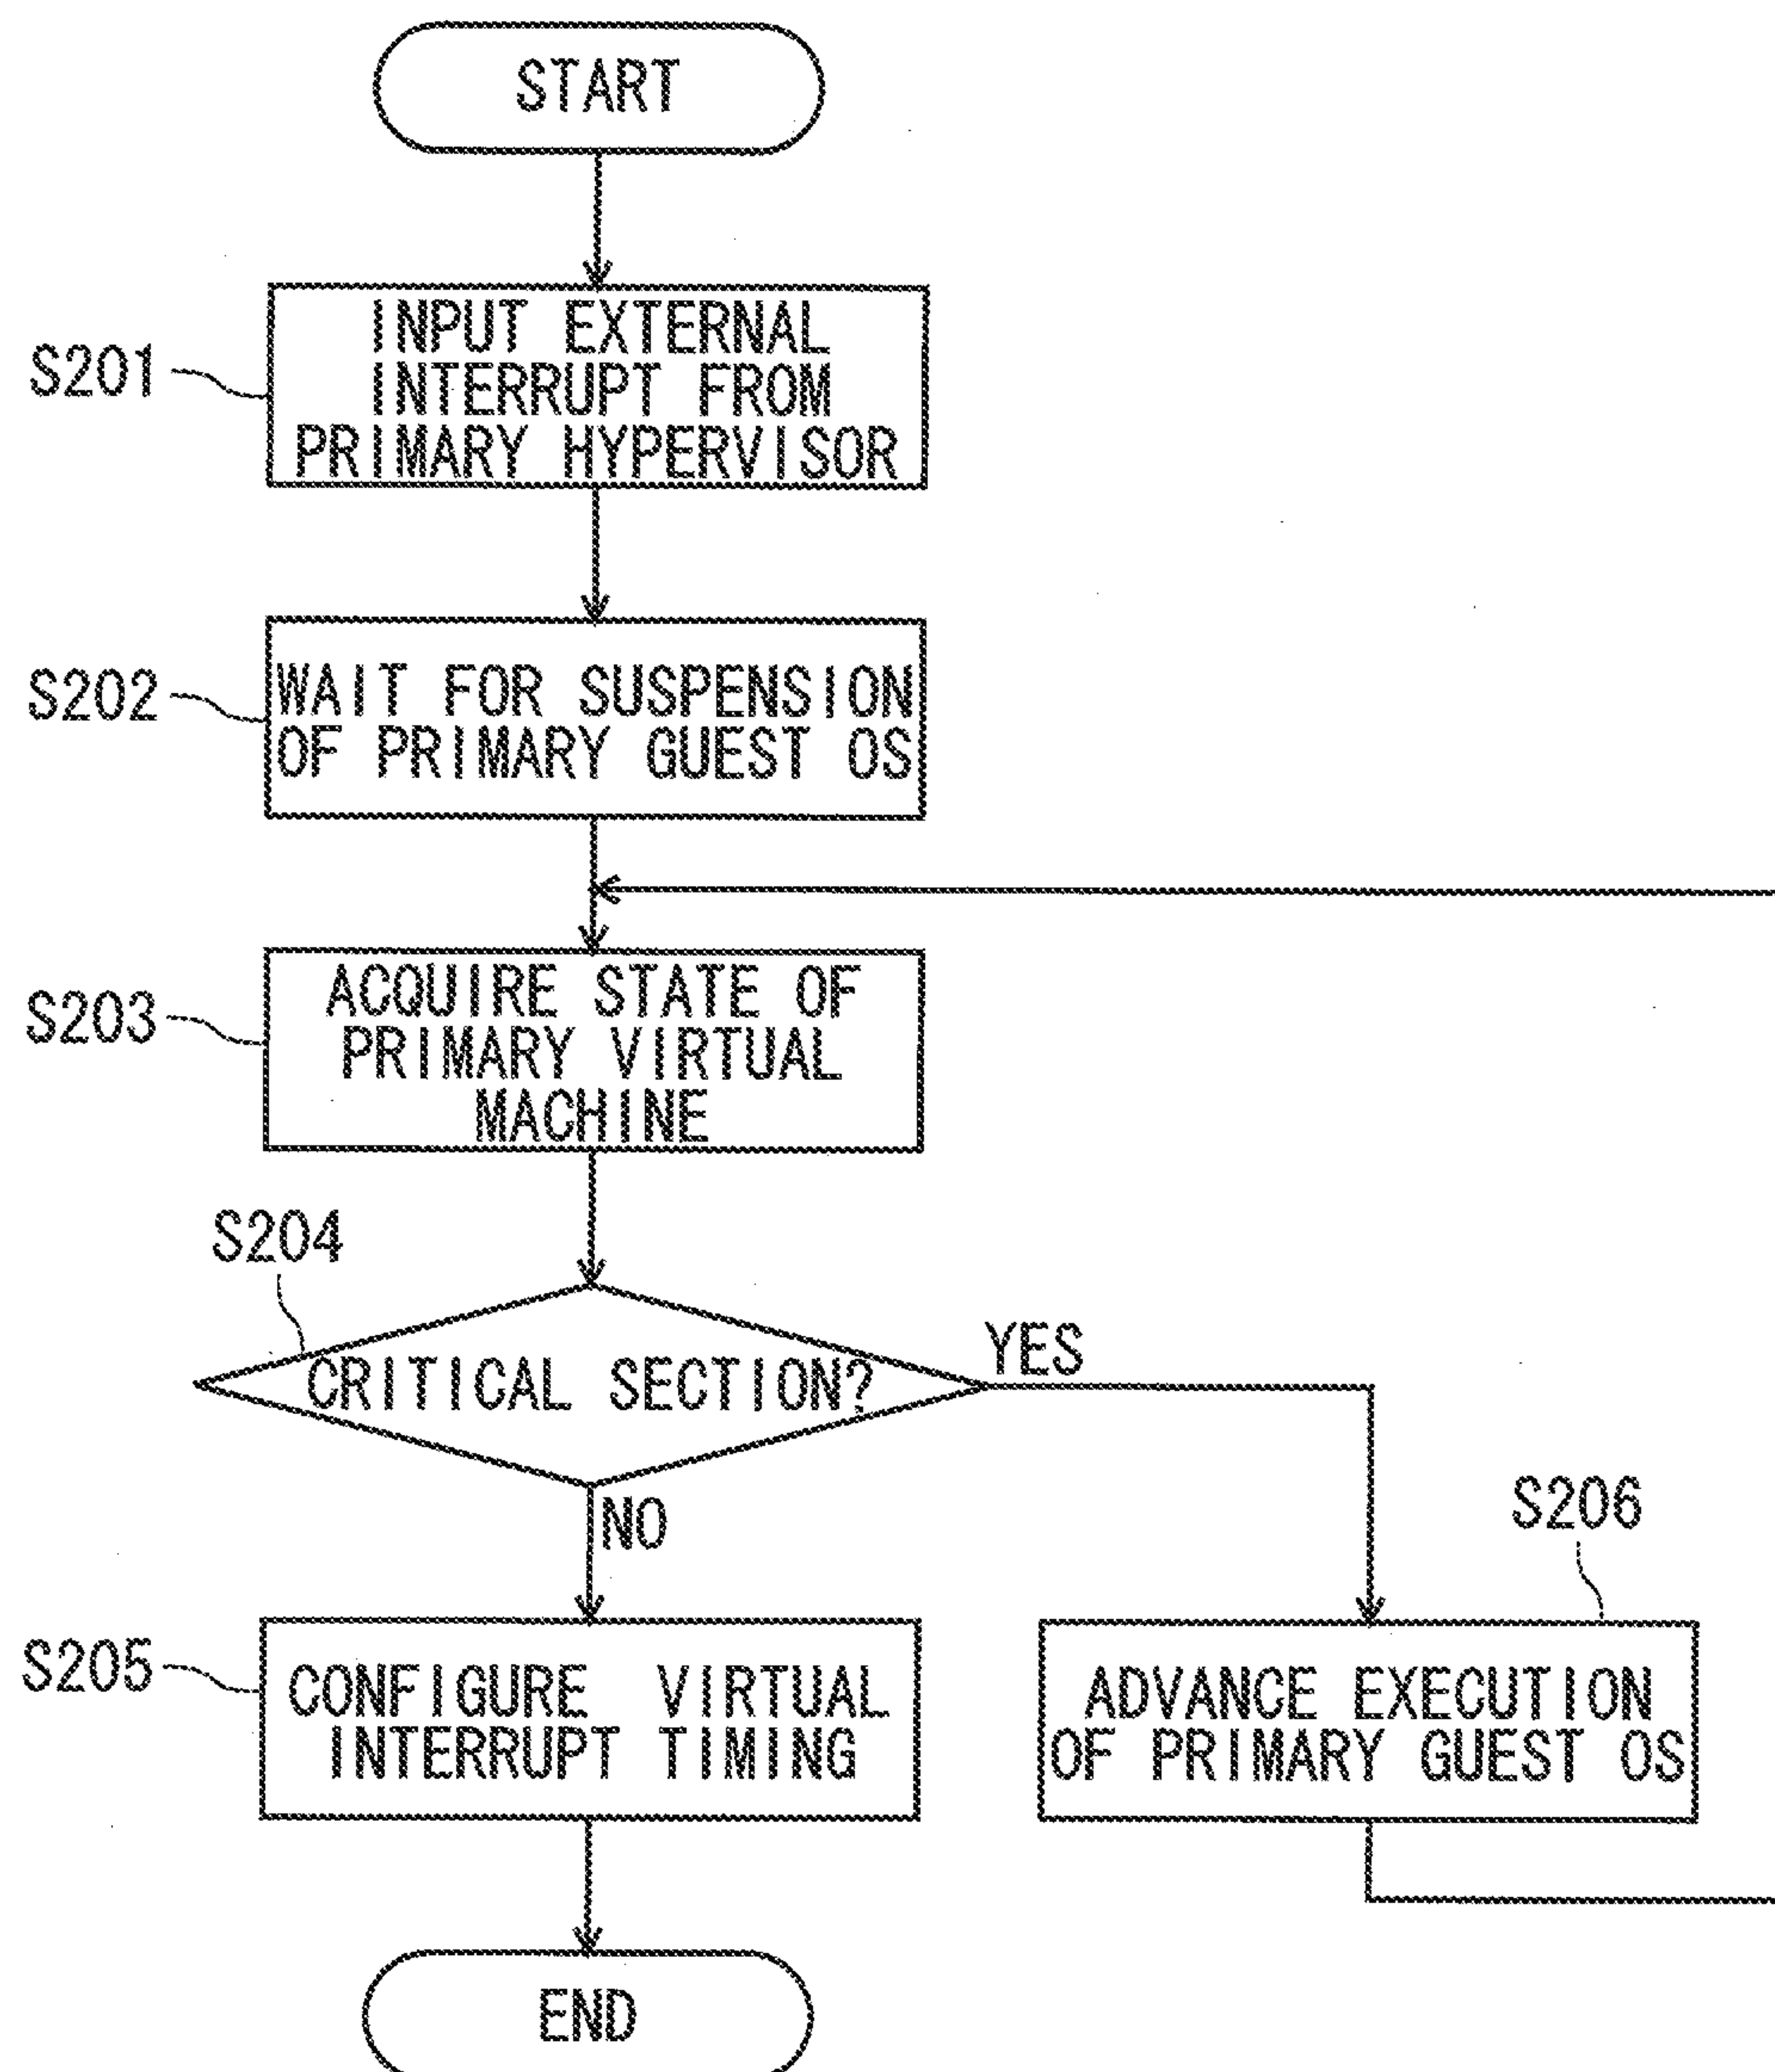 START
S201
INPUT EXTERNAL
INTERRUPT FROM
PRIMARY HYPERVISOR
S202
WAIT FOR SUSPENSION
OF PRIMARY GUEST OS
S203
ACQUIRE STATE OF
PRIMARY VIRTUAL
MACHINE
S204
CRITICAL SECTION?
YES
NO
S205
CONFIGURE VIRTUAL
INTERRUPT TIMING
S206
ADVANCE EXECUTION
OF PRIMARY GUEST OS
END